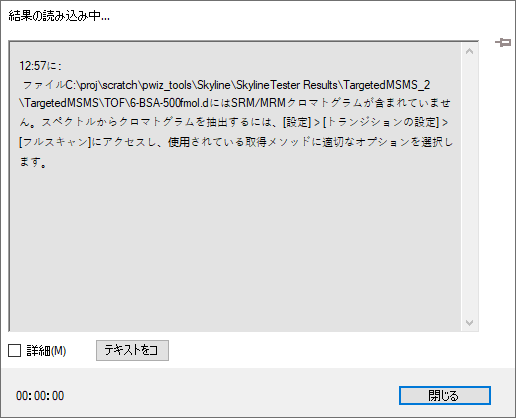 結果の読み込み中...
12:57に:
ファイルC:\proj\scratch\pwiz_tools\Skyline\SkylineTester Results\TargetedMSMS_2
\TargetedMSMS\TOF\6-BSA-500fmol.dにはSRM/MRMクロマトグラムが含まれていませ
ん。スペクトルからクロマトグラムを抽出するには、[設定] > [トランジションの設定] >
[フルスキャン]にアクセスし、使用されている取得メソッドに適切なオプションを選択し
ます。
詳細(M)
テキストをコ
00:00:00
閉じる